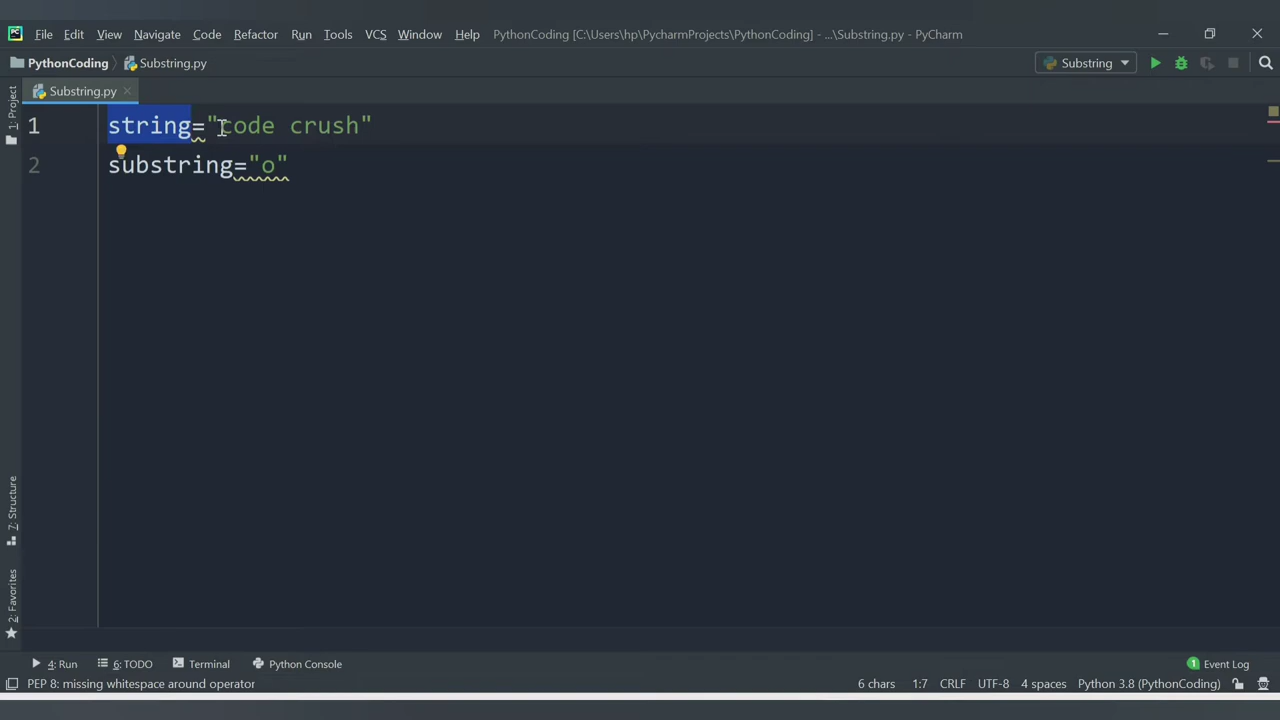 File Edit View Navigate Code Refactor Run Tools VCS Window Help PythonCoding [C:\Users\hp\PycharmProjects\PythonCoding] - ...\Substring.py - PyCharm
PythonCoding Substring.py Substring
Substring.py
1: Project
1 string="code crush"
2 substring="o"
7: Structure
2: Favorites
4: Run 6: TODO Terminal Python Console 1 Event Log
PEP 8: missing whitespace around operator 6 chars 1:7 CRLF UTF-8 4 spaces Python 3.8 (PythonCoding)